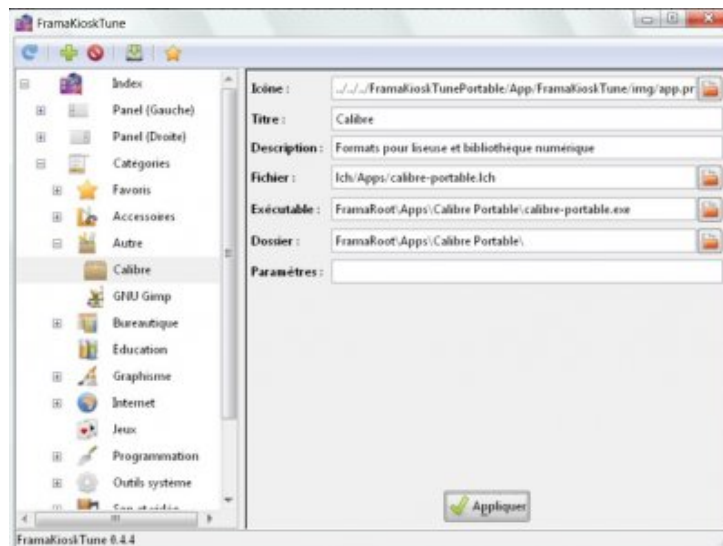 FramaKioskTune
Index
Panel (Gauche)
Panel (Droite)
Catégories
Favoris
Accessoires
Autre
Calibre
GNU Gimp
Bureautique
Education
Graphisme
Internet
Jeux
Programmation
Outils système
Son et vidéo
Icône : ../../../FramaKioskTunePortable/App/FramaKioskTune/img/app.pr
Titre : Calibre
Description : Formats pour liseuse et bibliothèque numérique
Fichier : lch/Apps/calibre-portable.lch
Exécutable : FramaRoot\Apps\Calibre Portable\calibre-portable.exe
Dossier : FramaRoot\Apps\Calibre Portable\
Paramètres :
Appliquer
FramaKioskTune 0.4.4